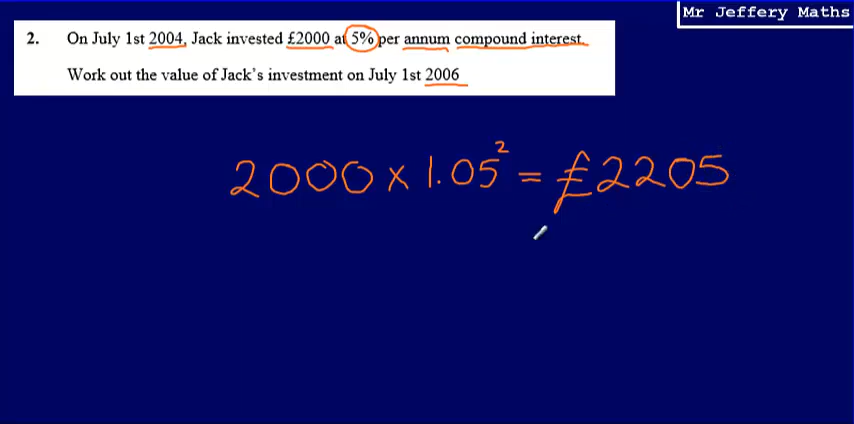 Mr Jeffery Maths
2. On July 1st 2004, Jack invested £2000 at 5% per annum compound interest.
Work out the value of Jack's investment on July 1st 2006
2000 × 1.05² = £2205